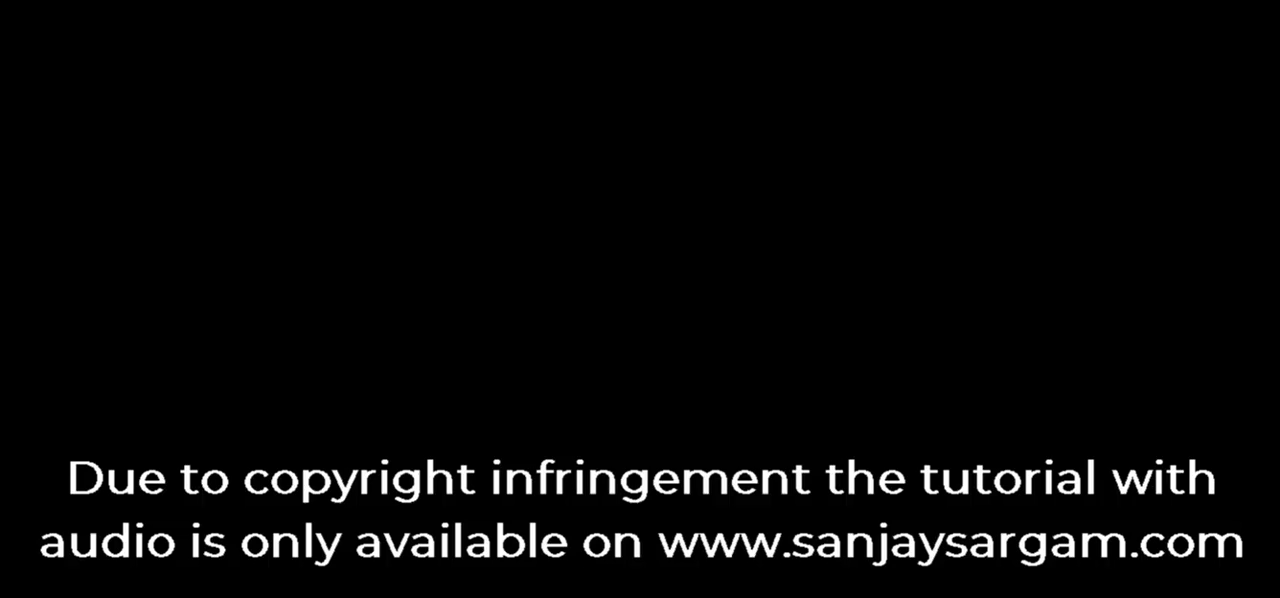 Due to copyright infringement the tutorial with
audio is only available on www.sanjaysargam.com